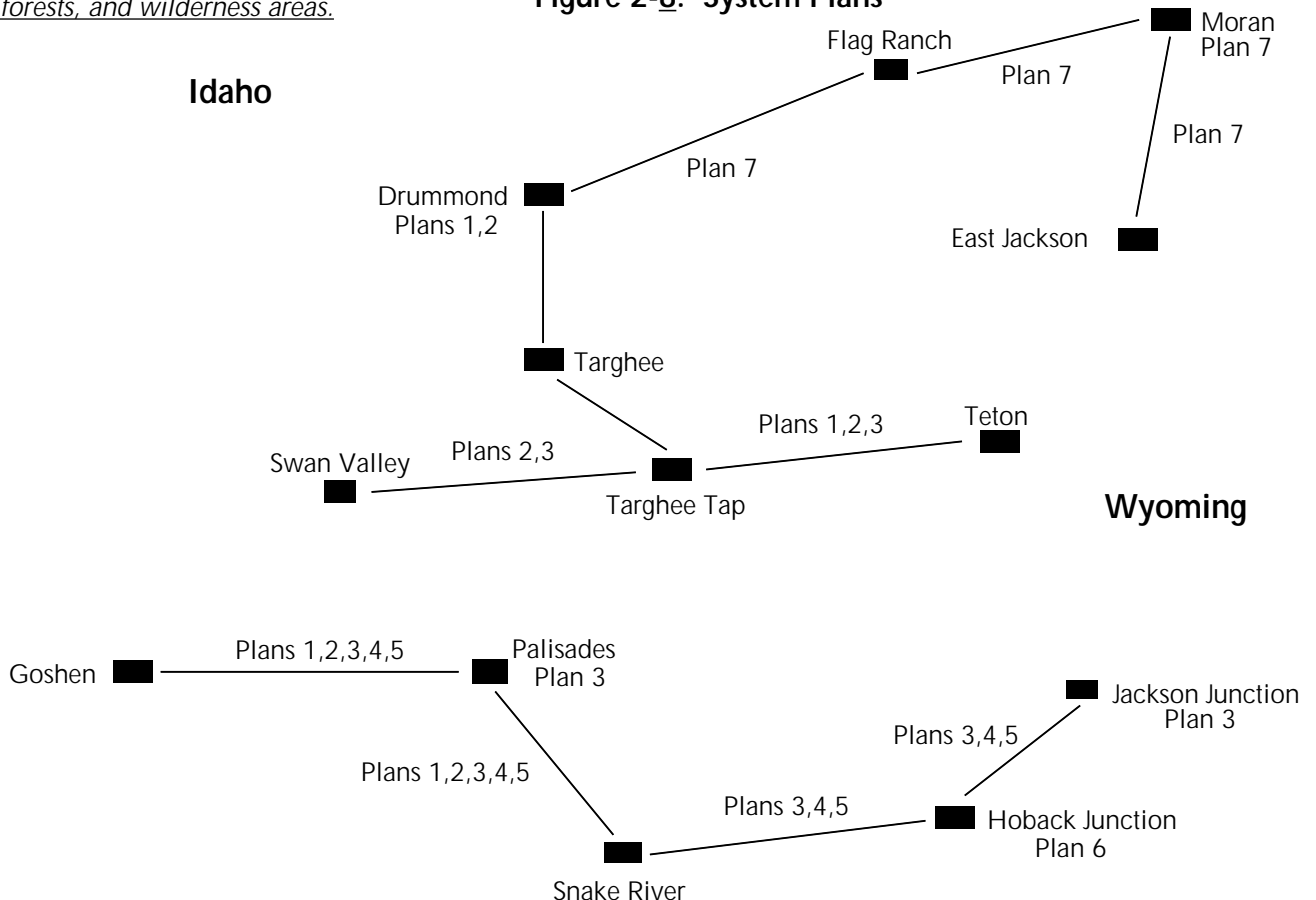 forests, and wilderness areas.
Figure 2-8: System Plans
Moran
Plan 7
Flag Ranch
Plan 7
Idaho
Plan 7
Plan 7
Drummond
Plans 1,2
East Jackson
Targhee
Teton
Plans 1,2,3
Plans 2,3
Swan Valley
Targhee Tap
Wyoming
Plans 1,2,3,4,5
Palisades
Plan 3
Goshen
Jackson Junction
Plan 3
Plans 3,4,5
Plans 1,2,3,4,5
Plans 3,4,5
Hoback Junction
Plan 6
Snake River